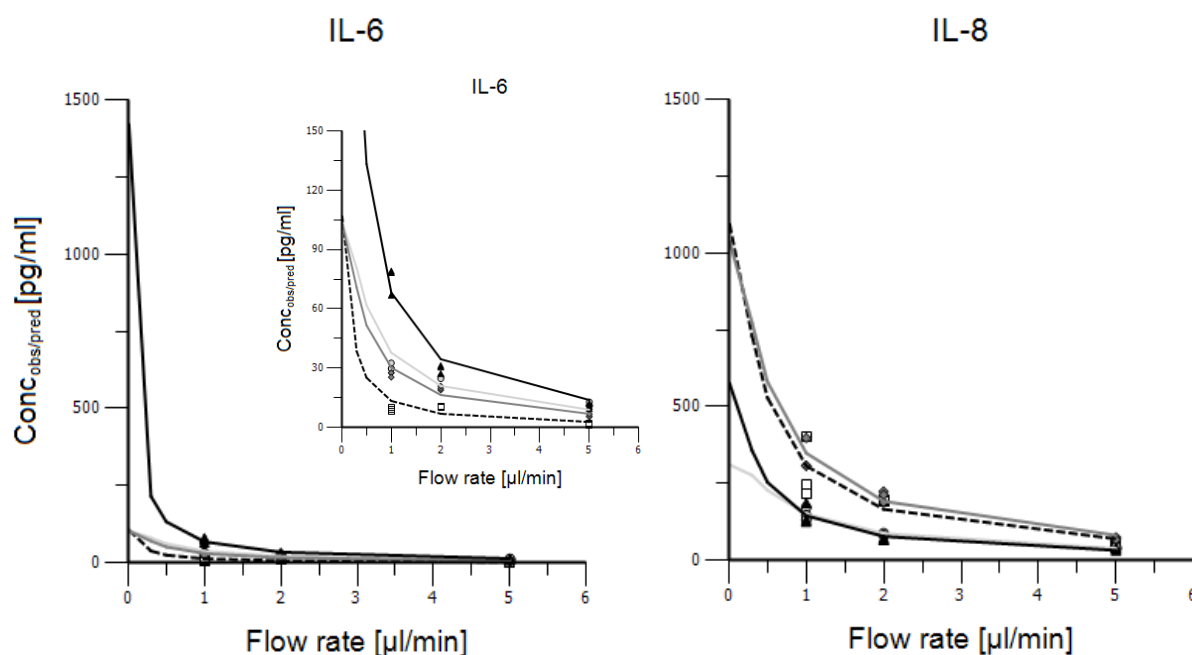 IL-6
IL-8
IL-6
1500
1000
500
0
Conc obs/pred [pg/ml]
0 1 2 3 4 5 6
Flow rate [µl/min]
150
120
90
60
30
0
Conc obs/pred [pg/ml]
0 1 2 3 4 5 6
Flow rate [µl/min]
1500
1000
500
0
0 1 2 3 4 5 6
Flow rate [µl/min]